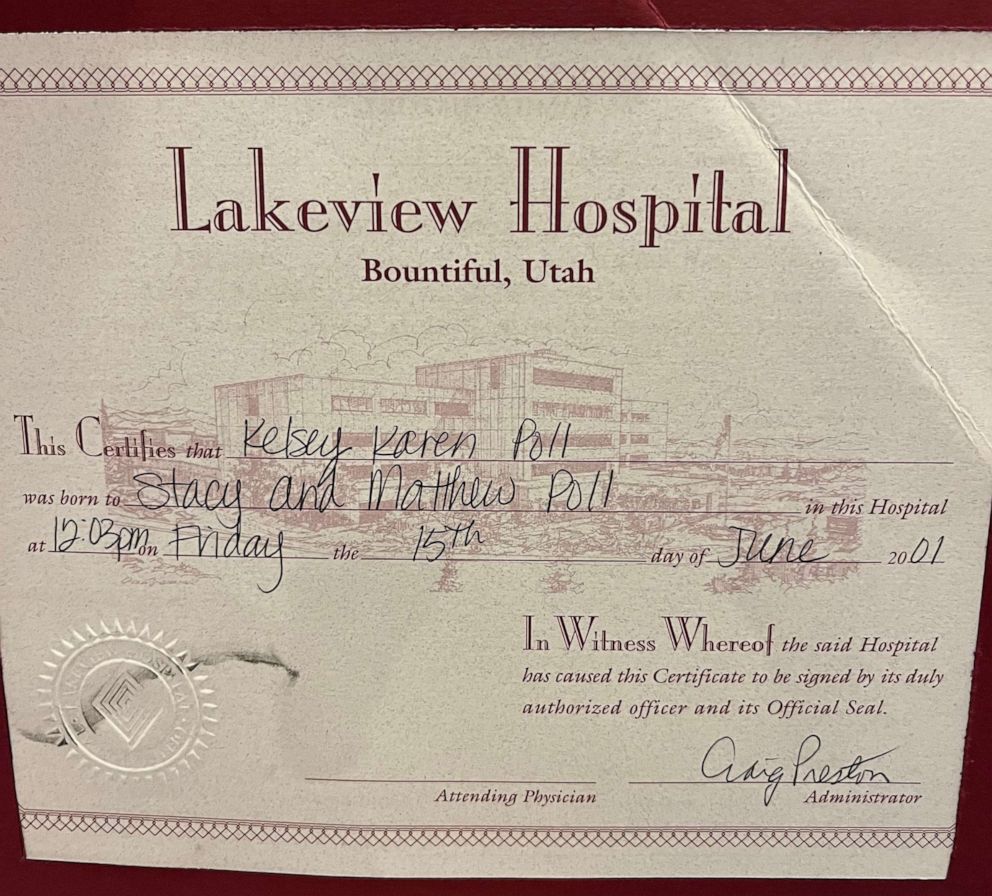 Lakeview Hospital
Bountiful, Utah
This Certifies that Kelsey Karen Poll
was born to Stacy and Matthew Poll in this Hospital
at 12:03pm on Friday the 15th day of June 2001
In Witness Whereof the said Hospital
has caused this Certificate to be signed by its duly
authorized officer and its Official Seal.
Craig Preston
Attending Physician Administrator